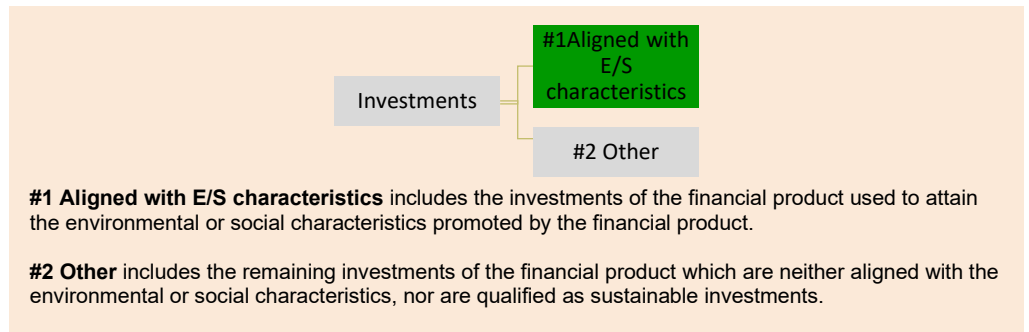 #1Aligned with
E/S
characteristics
Investments
#2 Other
#1 Aligned with E/S characteristics includes the investments of the financial product used to attain
the environmental or social characteristics promoted by the financial product.
#2 Other includes the remaining investments of the financial product which are neither aligned with the
environmental or social characteristics, nor are qualified as sustainable investments.